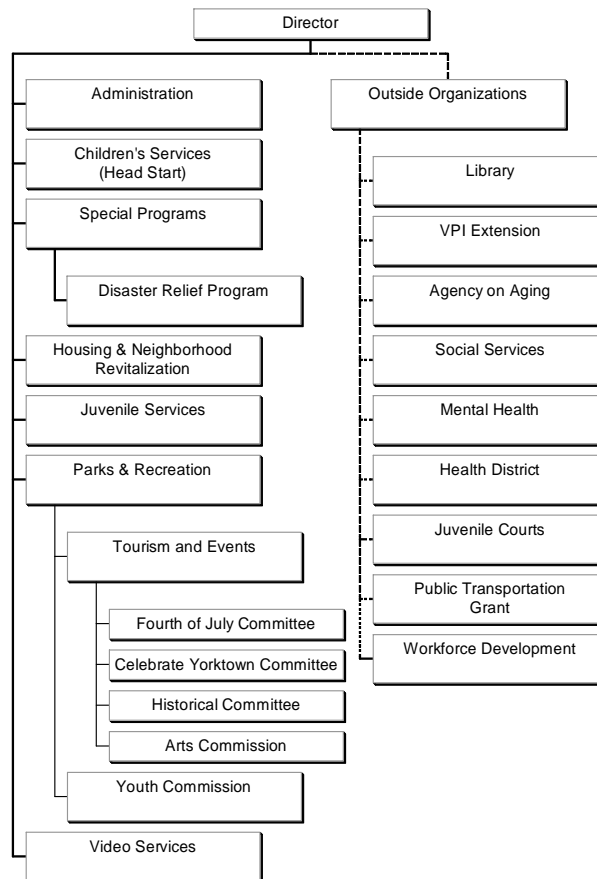 Director
Administration
Children's Services
(Head Start)
Special Programs
Disaster Relief Program
Housing & Neighborhood
Revitalization
Juvenile Services
Parks & Recreation
Tourism and Events
Fourth of July Committee
Celebrate Yorktown Committee
Historical Committee
Arts Commission
Youth Commission
Video Services
Outside Organizations
Library
VPI Extension
Agency on Aging
Social Services
Mental Health
Health District
Juvenile Courts
Public Transportation
Grant
Workforce Development